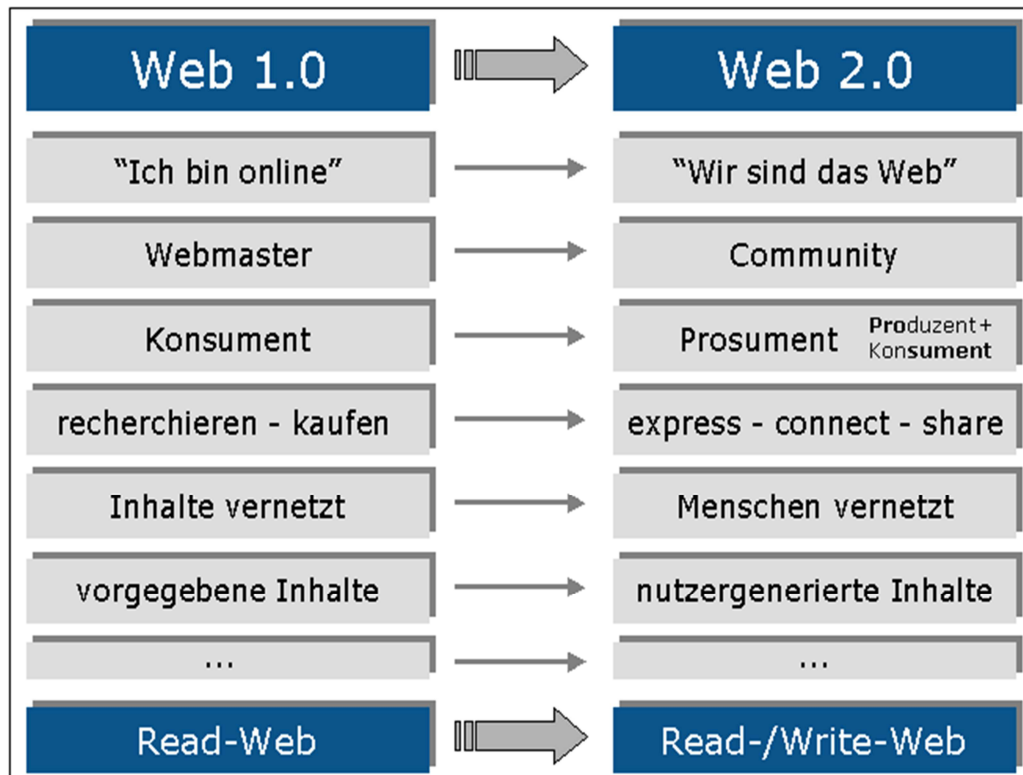 Web 1.0
Web 2.0
“Ich bin online”
“Wir sind das Web”
Webmaster
Community
Konsument
Prosument
Produzent+
Konsument
recherchieren - kaufen
express - connect - share
Inhalte vernetzt
Menschen vernetzt
vorgegebene Inhalte
nutzergenerierte Inhalte
...
...
Read-Web
Read-/Write-Web